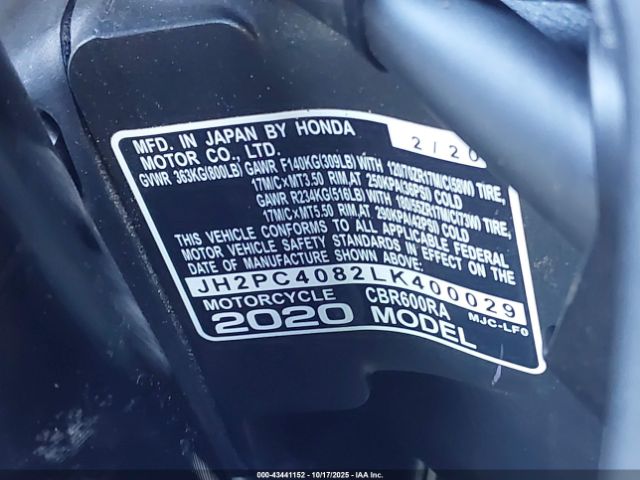 MFD. IN JAPAN BY HONDA 2/20
MOTOR CO., LTD.
GVWR 363KG(800LB) GAWR F140KG(309LB) WITH 120/70ZR17M/C(58W) TIRE,
17M/C×MT3.50 RIM, AT 250KPA(36PSI) COLD
GAWR R234KG(516LB) WITH 180/55ZR17M/C(73W) TIRE,
17M/C×MT5.50 RIM, AT 290KPA(42PSI) COLD
THIS VEHICLE CONFORMS TO ALL APPLICABLE FEDERAL
MOTOR VEHICLE SAFETY STANDARDS IN EFFECT ON THE
DATE OF MANUFACTURE SHOWN ABOVE.
JH2PC4082LK400029
MOTORCYCLE CBR600RA MJC-LF0
2020 MODEL
000-43441152 - 10/17/2025 - IAA Inc.